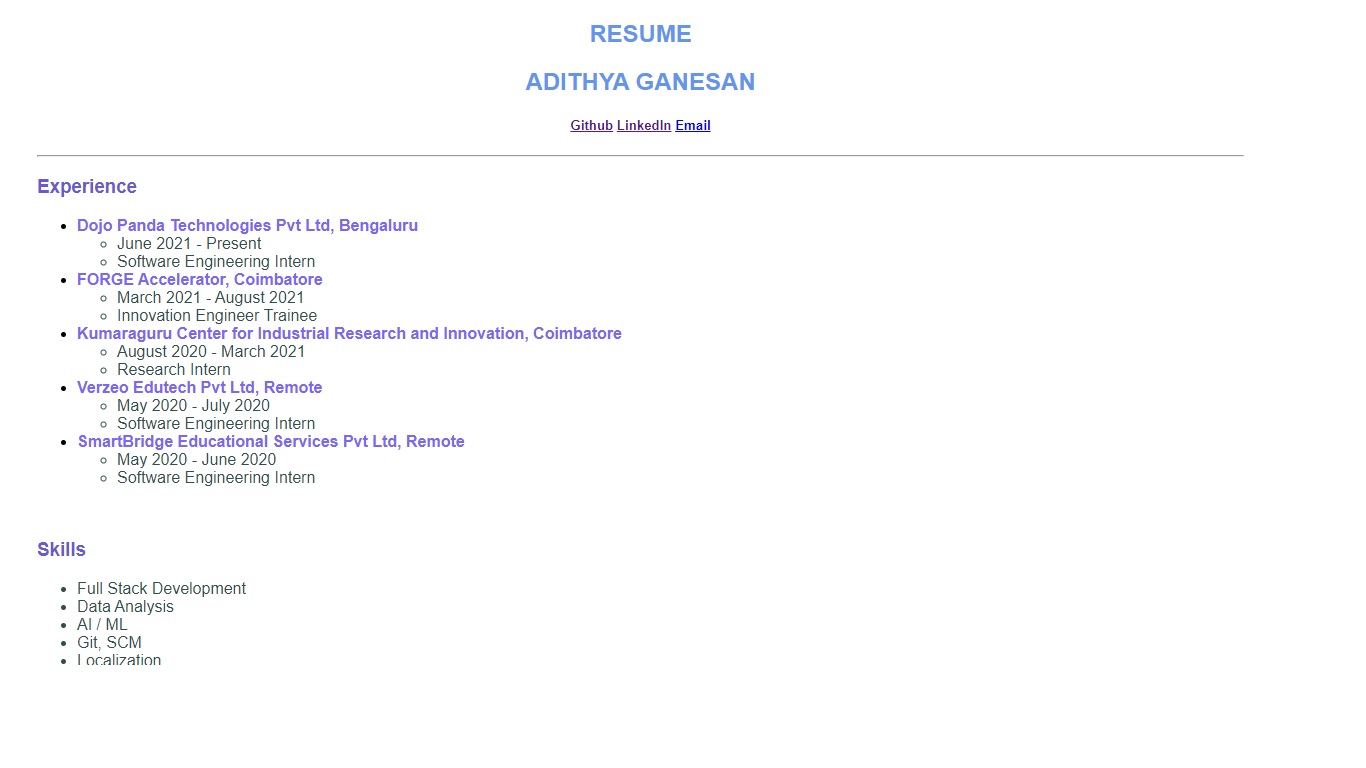 RESUME
ADITHYA GANESAN
Github LinkedIn Email
Experience
Dojo Panda Technologies Pvt Ltd, Bengaluru
June 2021 - Present
Software Engineering Intern
FORGE Accelerator, Coimbatore
March 2021 - August 2021
Innovation Engineer Trainee
Kumaraguru Center for Industrial Research and Innovation, Coimbatore
August 2020 - March 2021
Research Intern
Verzeo Edutech Pvt Ltd, Remote
May 2020 - July 2020
Software Engineering Intern
SmartBridge Educational Services Pvt Ltd, Remote
May 2020 - June 2020
Software Engineering Intern
Skills
Full Stack Development
Data Analysis
AI / ML
Git, SCM
Localization